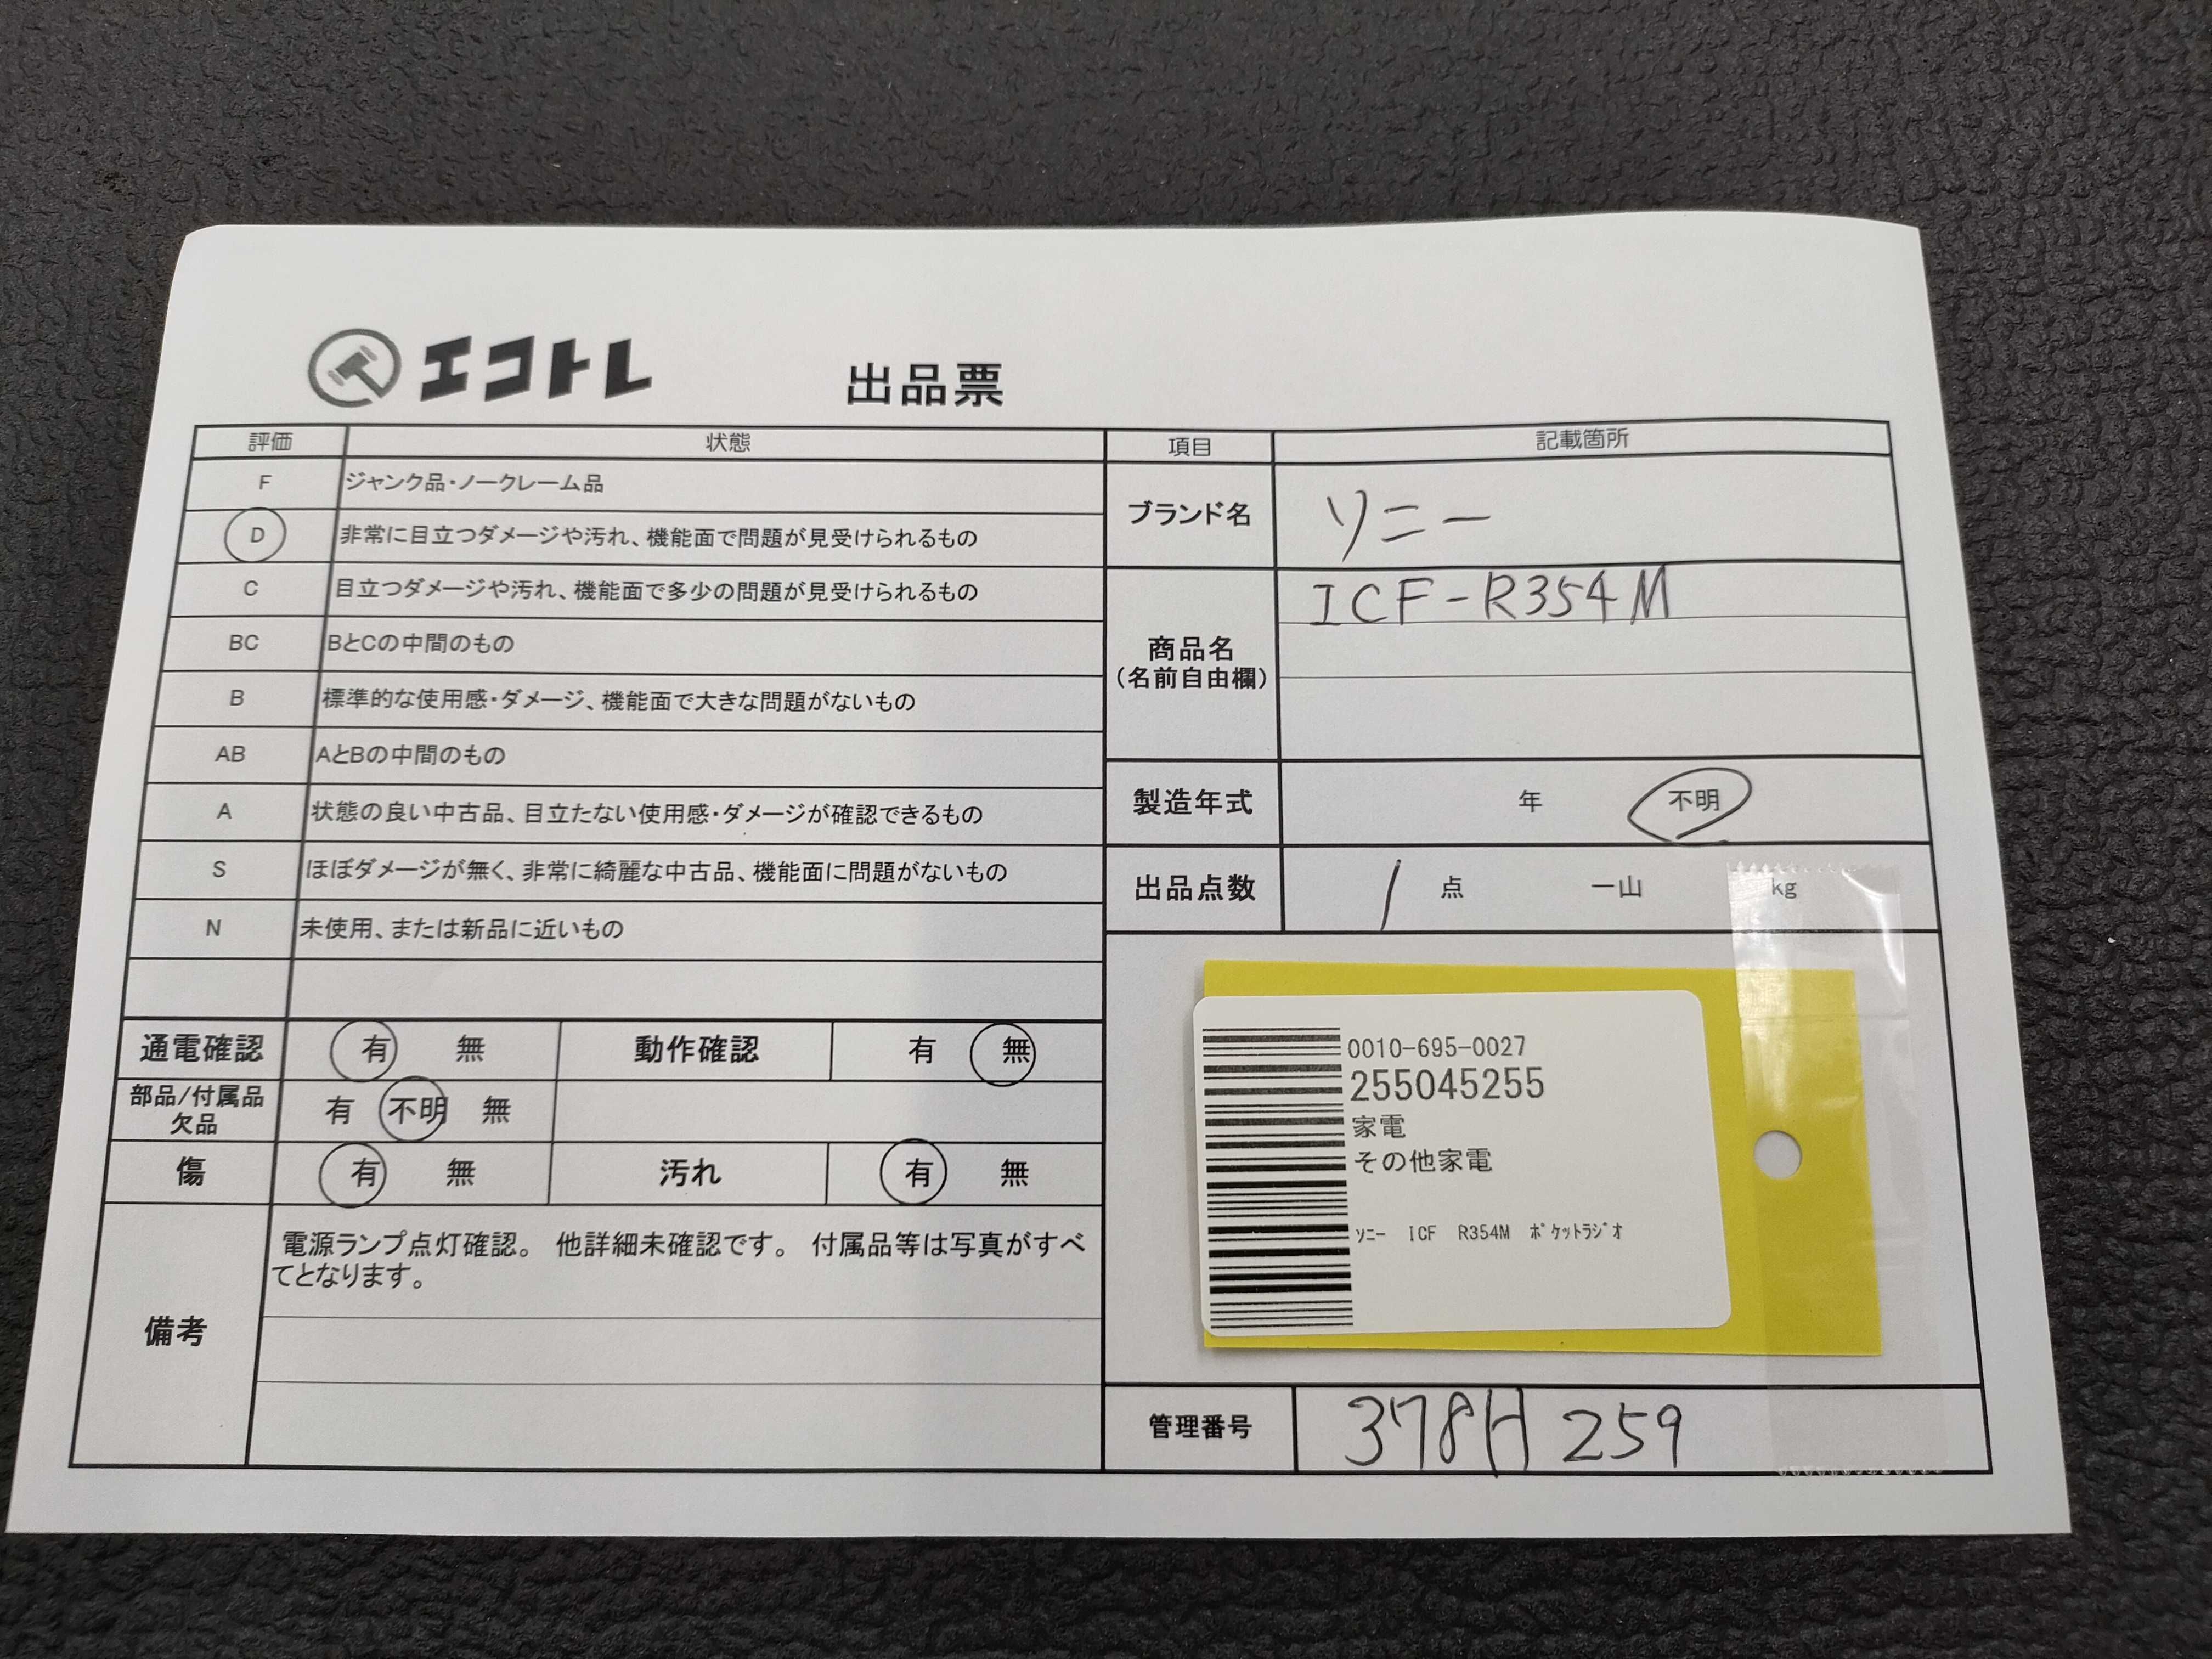 エコトレ
出品票
評価 状態
F ジャンク品・ノークレーム品
D 非常に目立つダメージや汚れ、機能面で問題が見受けられるもの
C 目立つダメージや汚れ、機能面で多少の問題が見受けられるもの
BC BとCの中間のもの
B 標準的な使用感・ダメージ、機能面で大きな問題がないもの
AB AとBの中間のもの
A 状態の良い中古品、目立たない使用感・ダメージが確認できるもの
S ほぼダメージが無く、非常に綺麗な中古品、機能面に問題がないもの
N 未使用、または新品に近いもの
通電確認 有 無 動作確認 有 無
部品/付属品
欠品
有 不明 無
傷 有 無 汚れ 有 無
備考
電源ランプ点灯確認。 他詳細未確認です。 付属品等は写真がすべ
てとなります。
項目 記載箇所
ブランド名 ソニー
商品名
(名前自由欄)
ICF-R354M
製造年式 年 不明
出品点数 1 点 一山 kg
0010-695-0027
255045255
家電
その他家電
ｿﾆｰ ICF R354M ﾎﾟｹｯﾄﾗｼﾞｵ
管理番号 378H 259